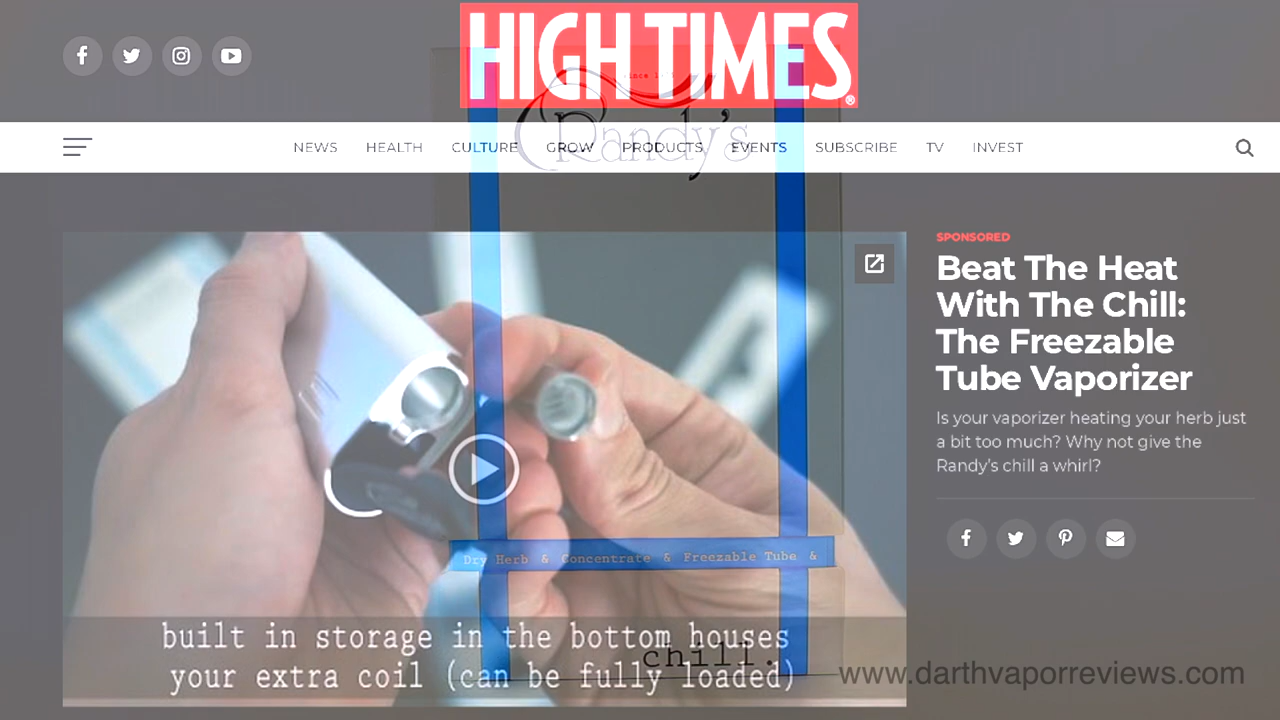 HIGH TIMES®
Randy's
NEWS HEALTH CULTURE GROW PRODUCTS EVENTS SUBSCRIBE TV INVEST
SPONSORED
Beat The Heat
With The Chill:
The Freezable
Tube Vaporizer
Is your vaporizer heating your herb just
a bit too much? Why not give the
Randy's chill a whirl?
Dry Herb & Concentrate & Freezable Tube &
built in storage in the bottom houses
your extra coil (can be fully loaded)
chill.
www.darthvaporreviews.com